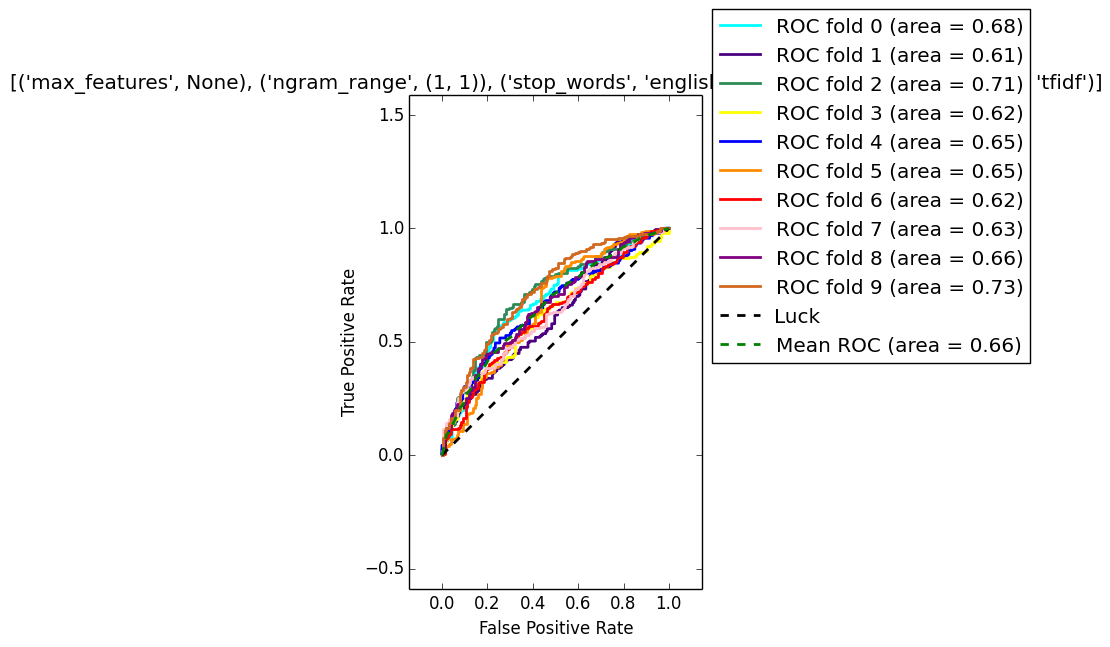 [('max_features', None), ('ngram_range', (1, 1)), ('stop_words', 'english 'tfidf')]
ROC fold 0 (area = 0.68)
ROC fold 1 (area = 0.61)
ROC fold 2 (area = 0.71)
ROC fold 3 (area = 0.62)
ROC fold 4 (area = 0.65)
ROC fold 5 (area = 0.65)
ROC fold 6 (area = 0.62)
ROC fold 7 (area = 0.63)
ROC fold 8 (area = 0.66)
ROC fold 9 (area = 0.73)
Luck
Mean ROC (area = 0.66)
True Positive Rate
1.5
1.0
0.5
0.0
−0.5
0.0 0.2 0.4 0.6 0.8 1.0
False Positive Rate